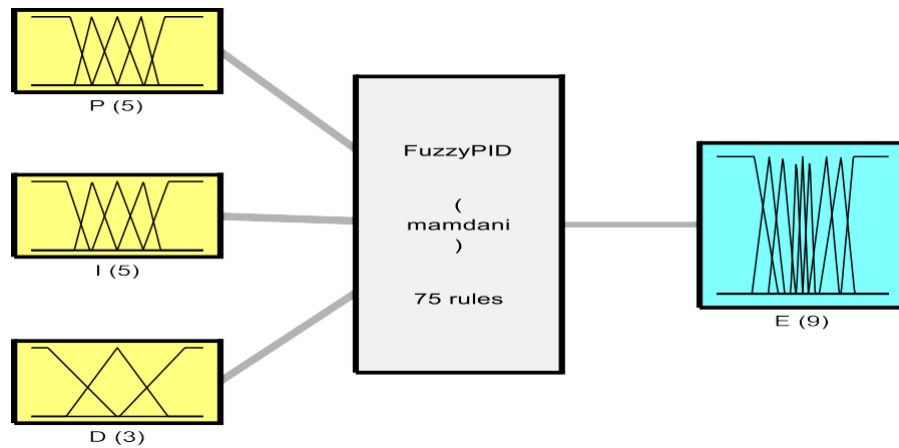 P (5)
I (5)
D (3)
FuzzyPID
(
mamdani
)
75 rules
E (9)